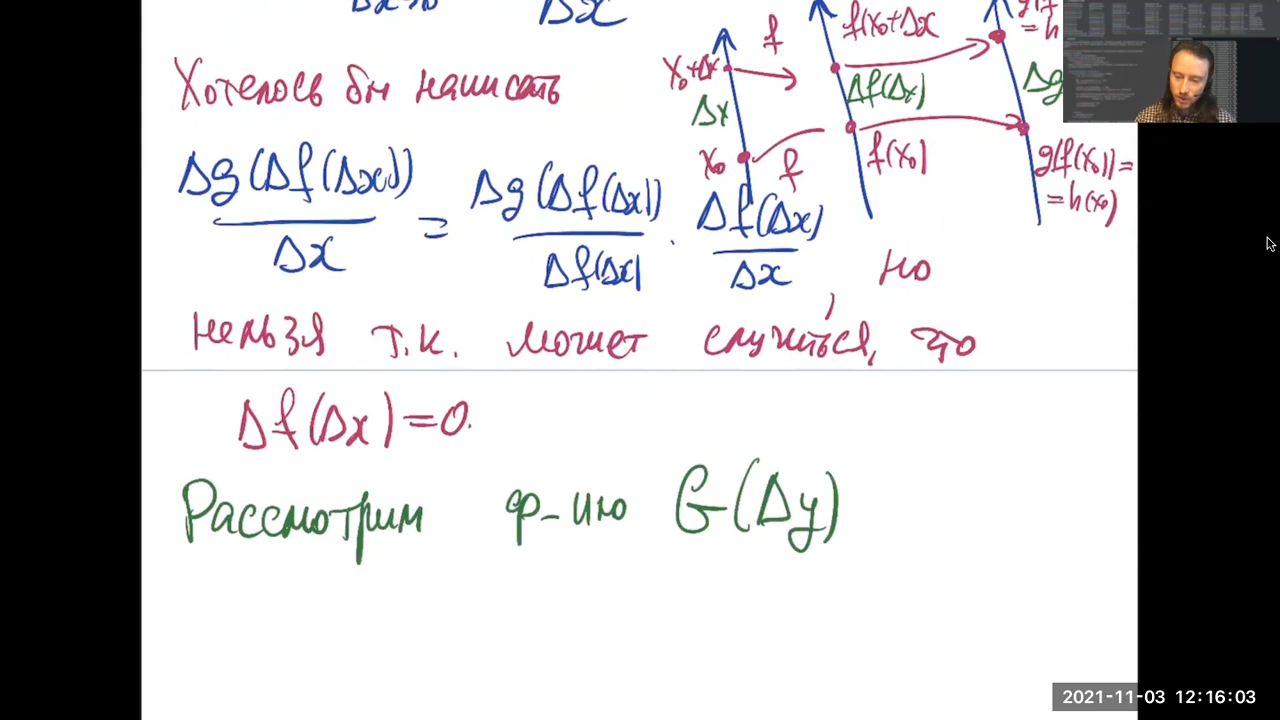 Δx
f
f(x₀+Δx
= h
x₀+Δx
Хотелось бы написать
Δx
Δf(Δx)
Δg
x₀
f
f(x₀)
g(f(x₀)) =
= h(x₀)
Δg(Δf(Δx)) / Δx = Δg(Δf(Δx)) / Δf(Δx) · Δf(Δx) / Δx , но
нельзя т.к. может случиться, что
Δf(Δx)=0.
Рассмотрим ф-ию G(Δy)
2021-11-03 12:16:03